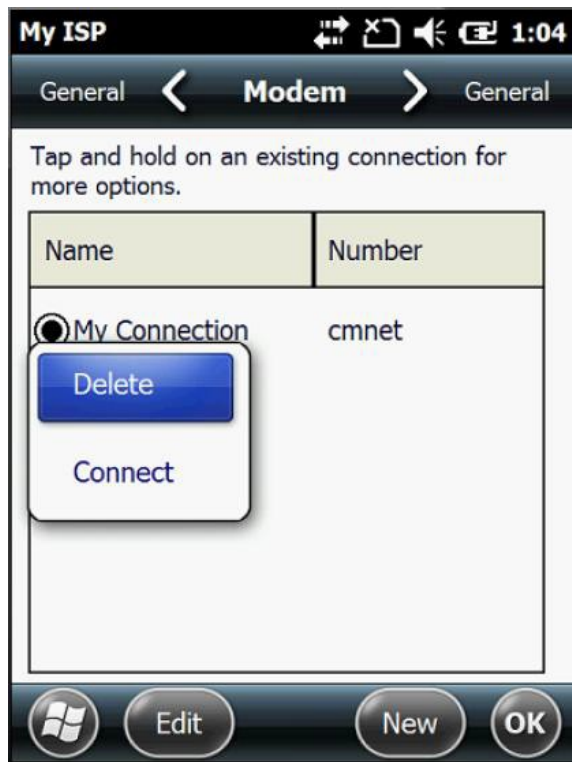 My ISP 1:04
General Modem General
Tap and hold on an existing connection for
more options.
Name Number
My Connection cmnet
Delete
Connect
Edit New OK